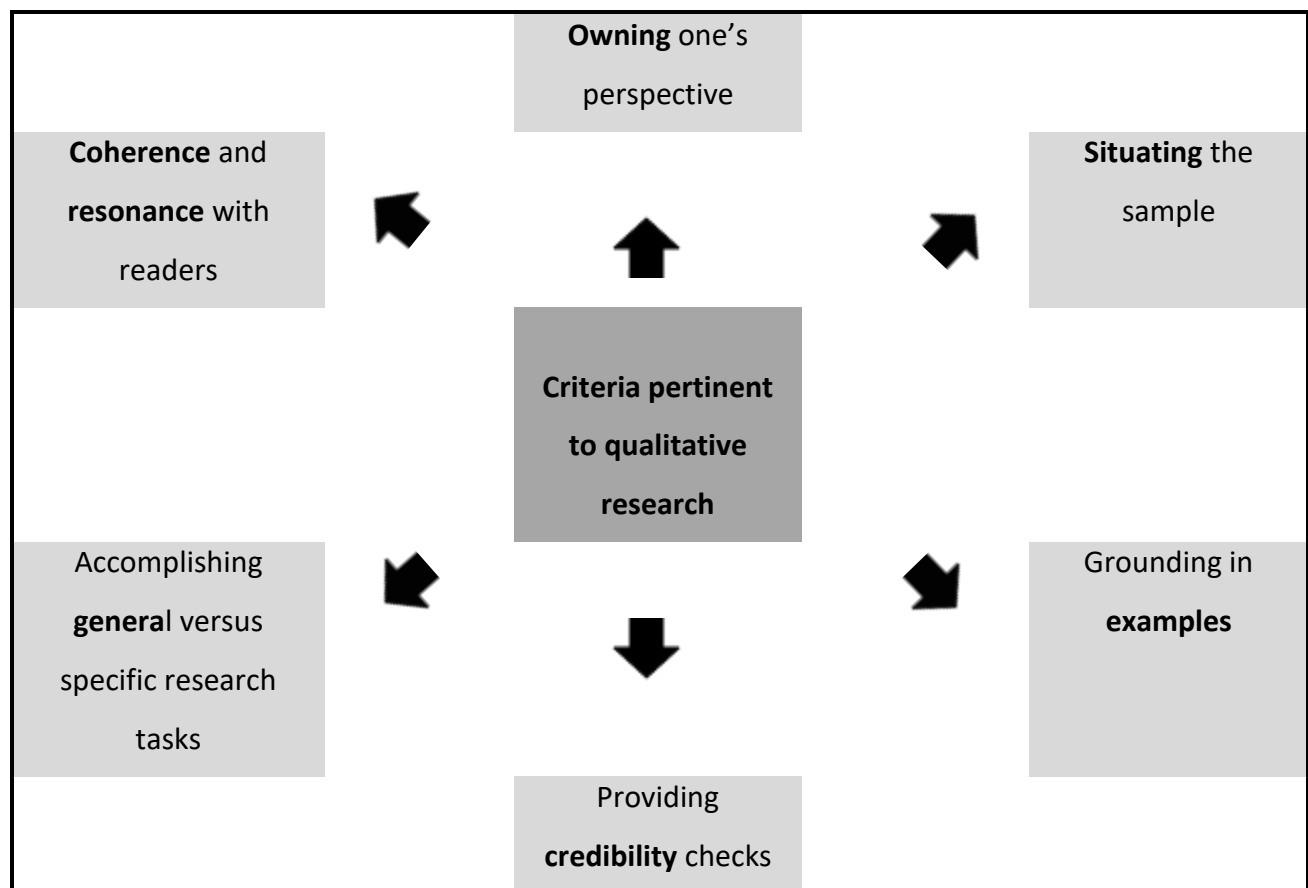 Owning one’s
perspective
Coherence and
resonance with
readers
Situating the
sample
Criteria pertinent
to qualitative
research
Accomplishing
general versus
specific research
tasks
Grounding in
examples
Providing
credibility checks